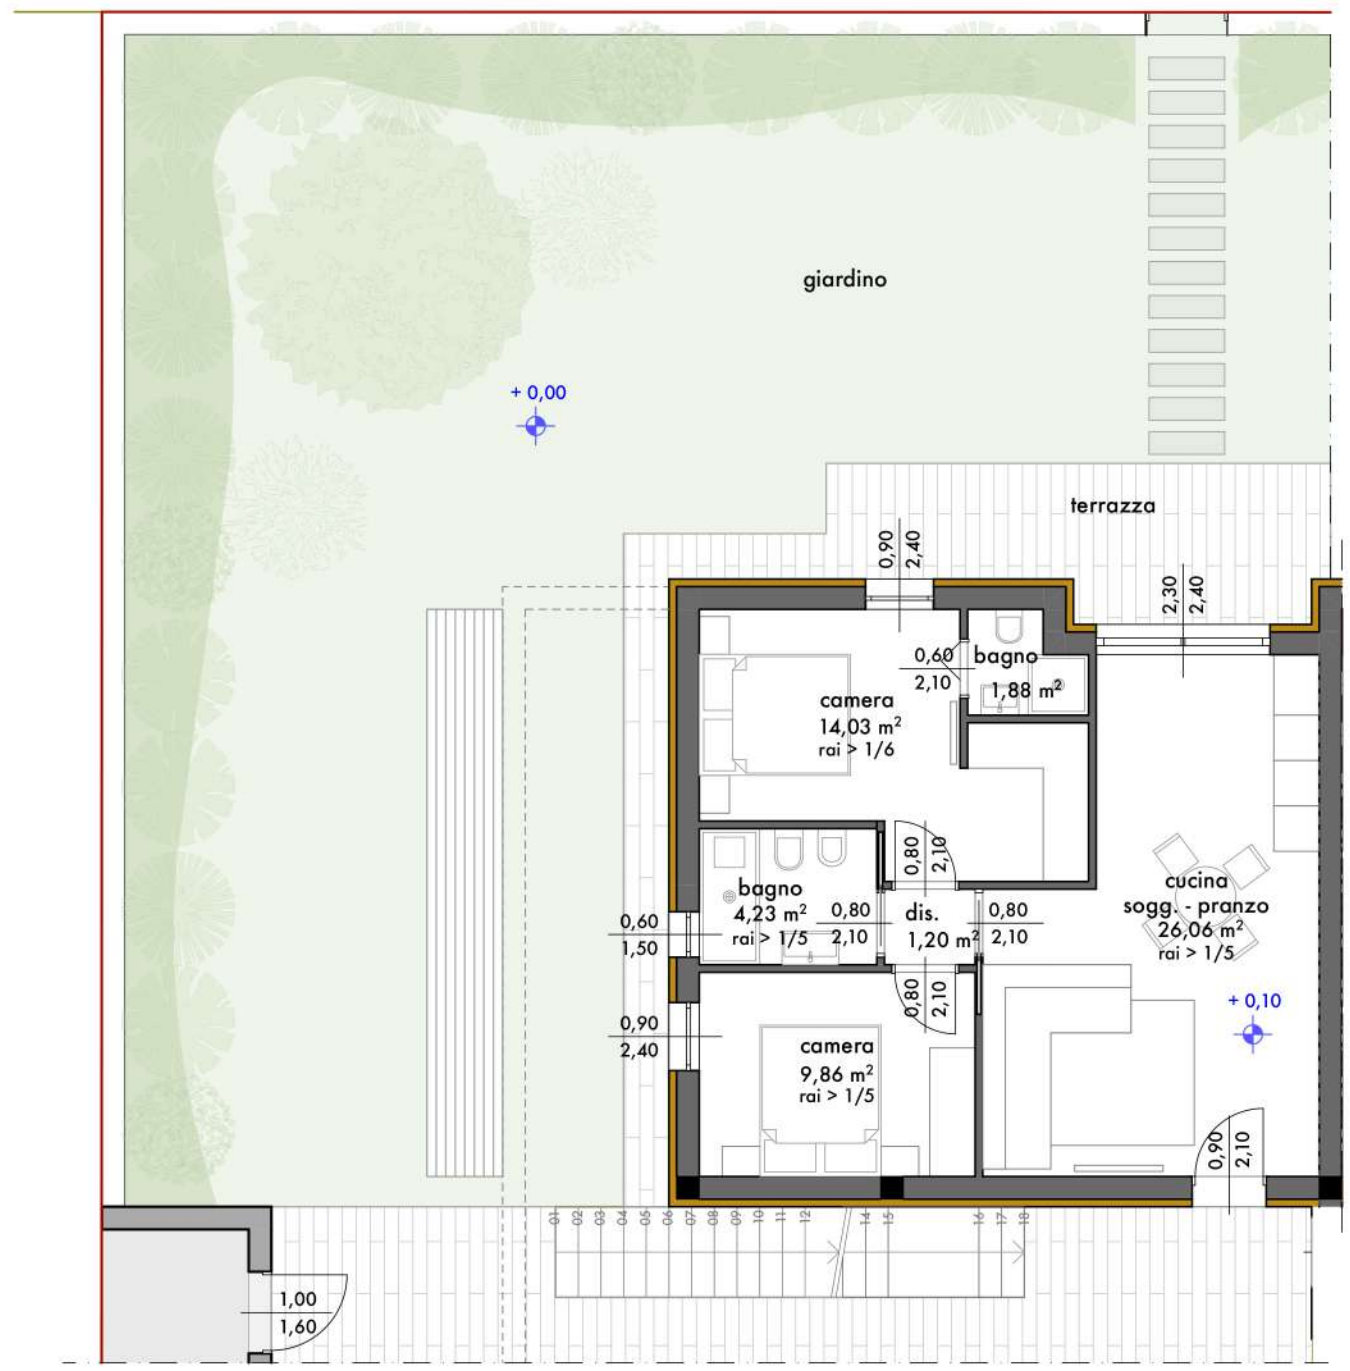 giardino
+ 0,00
terrazza
0,90
2,40
2,30
2,40
0,60
2,10
bagno
1,88 m²
camera
14,03 m²
rai > 1/6
0,80
2,10
bagno
4,23 m²
rai > 1/5
0,80
2,10
dis.
1,20 m²
0,80
2,10
cucina
sogg. - pranzo
26,06 m²
rai > 1/5
0,60
1,50
0,90
2,40
0,80
2,10
+ 0,10
camera
9,86 m²
rai > 1/5
0,90
2,10
01 02 03 04 05 06 07 08 09 10 11 12 14 15 16 17 18
1,00
1,60